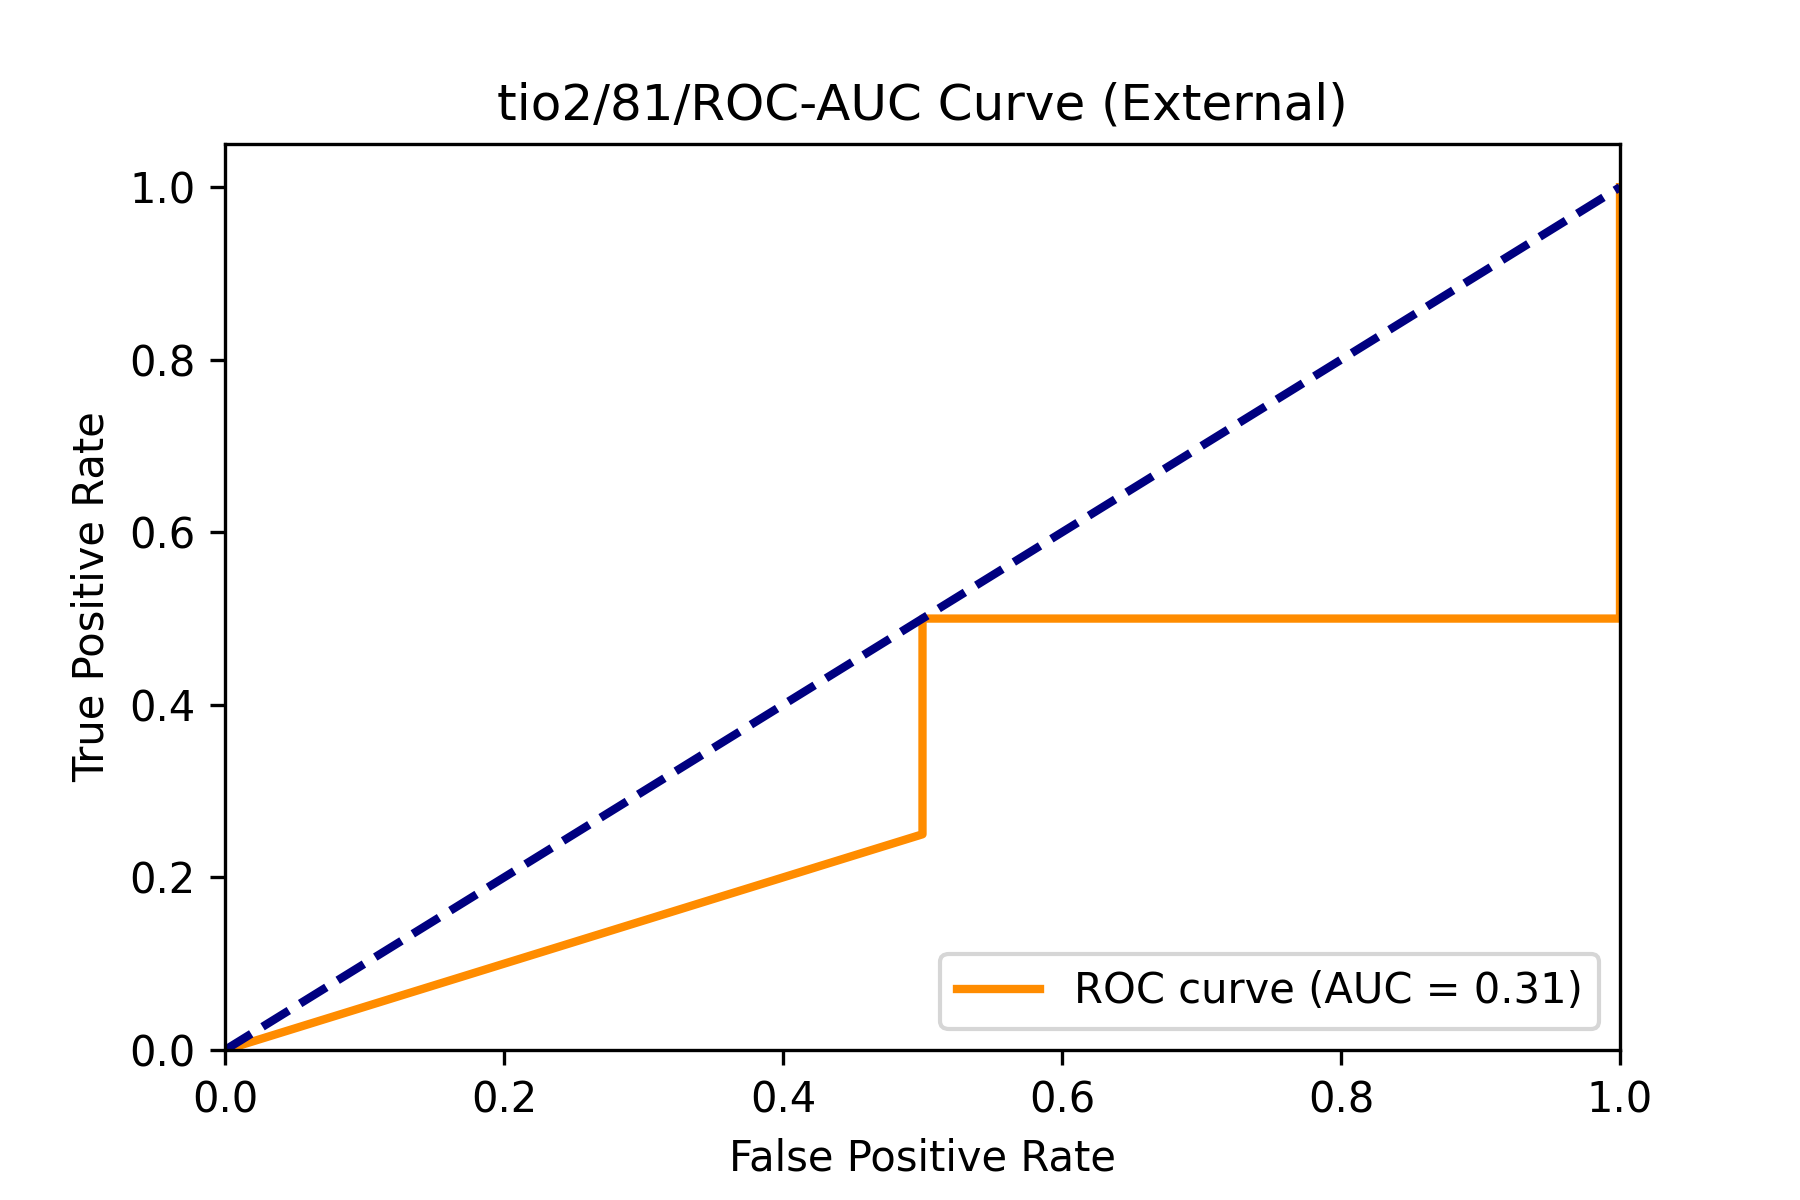 tio2/81/ROC-AUC Curve (External)
1.0
0.8
0.6
0.4
0.2
0.0
True Positive Rate
ROC curve (AUC = 0.31)
0.0 0.2 0.4 0.6 0.8 1.0
False Positive Rate